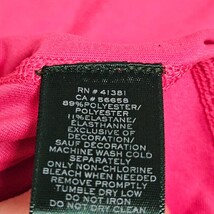 RN # 41381
CA # 56658
89% POLYESTER/
POLYESTER
11% ELASTANE/
ÉLASTHANNE
EXCLUSIVE OF
DECORATION/
SAUF DECORATION
MACHINE WASH COLD
SEPARATELY
ONLY NON-CHLORINE
BLEACH WHEN NEEDED
REMOVE PROMPTLY
TUMBLE DRY LOW
DO NOT IRON
DO NOT DRY CLEAN